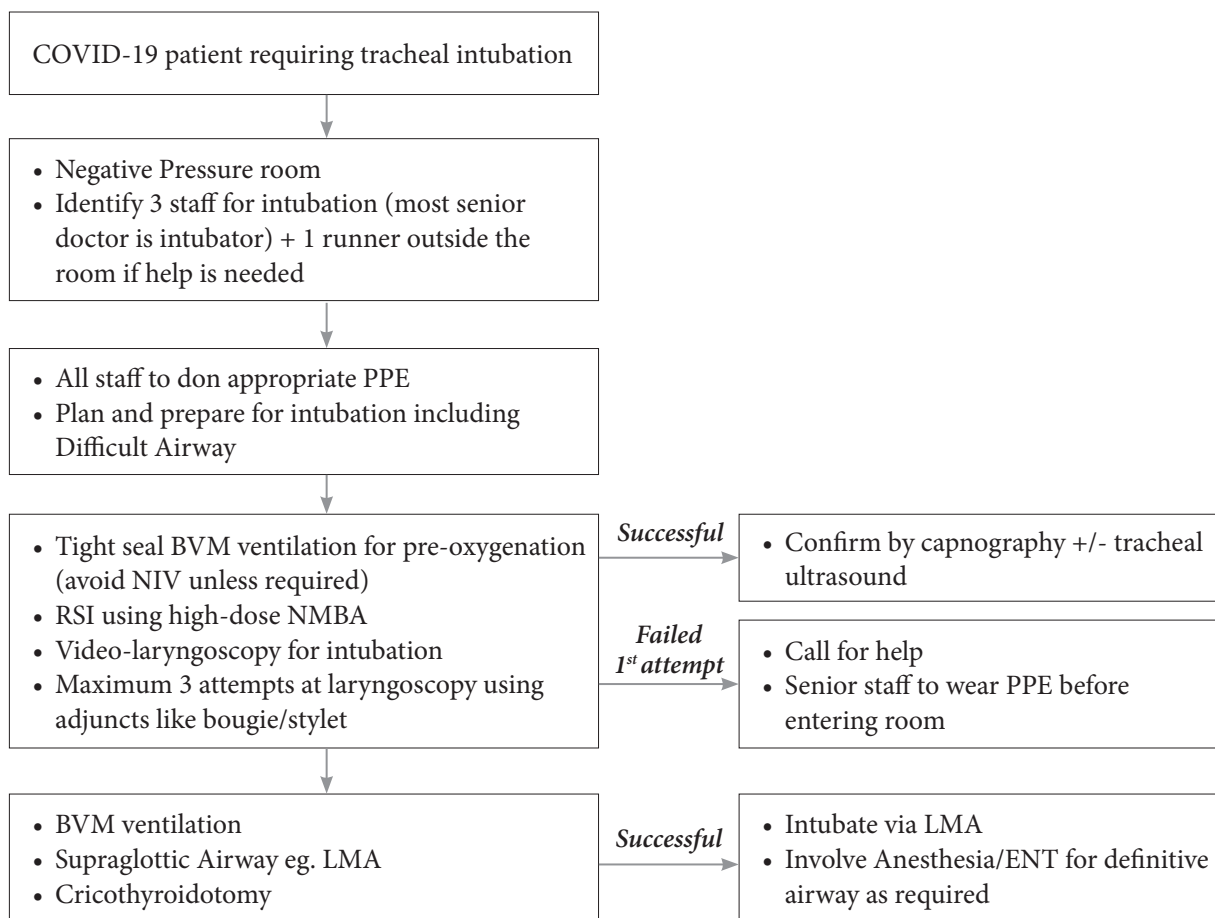 COVID-19 patient requiring tracheal intubation
• Negative Pressure room
• Identify 3 staff for intubation (most senior
doctor is intubator) + 1 runner outside the
room if help is needed
• All staff to don appropriate PPE
• Plan and prepare for intubation including
Difficult Airway
• Tight seal BVM ventilation for pre-oxygenation
(avoid NIV unless required)
• RSI using high-dose NMBA
• Video-laryngoscopy for intubation
• Maximum 3 attempts at laryngoscopy using
adjuncts like bougie/stylet
Successful
• Confirm by capnography +/- tracheal
ultrasound
Failed
1st attempt
• Call for help
• Senior staff to wear PPE before
entering room
• BVM ventilation
• Supraglottic Airway eg. LMA
• Cricothyroidotomy
Successful
• Intubate via LMA
• Involve Anesthesia/ENT for definitive
airway as required